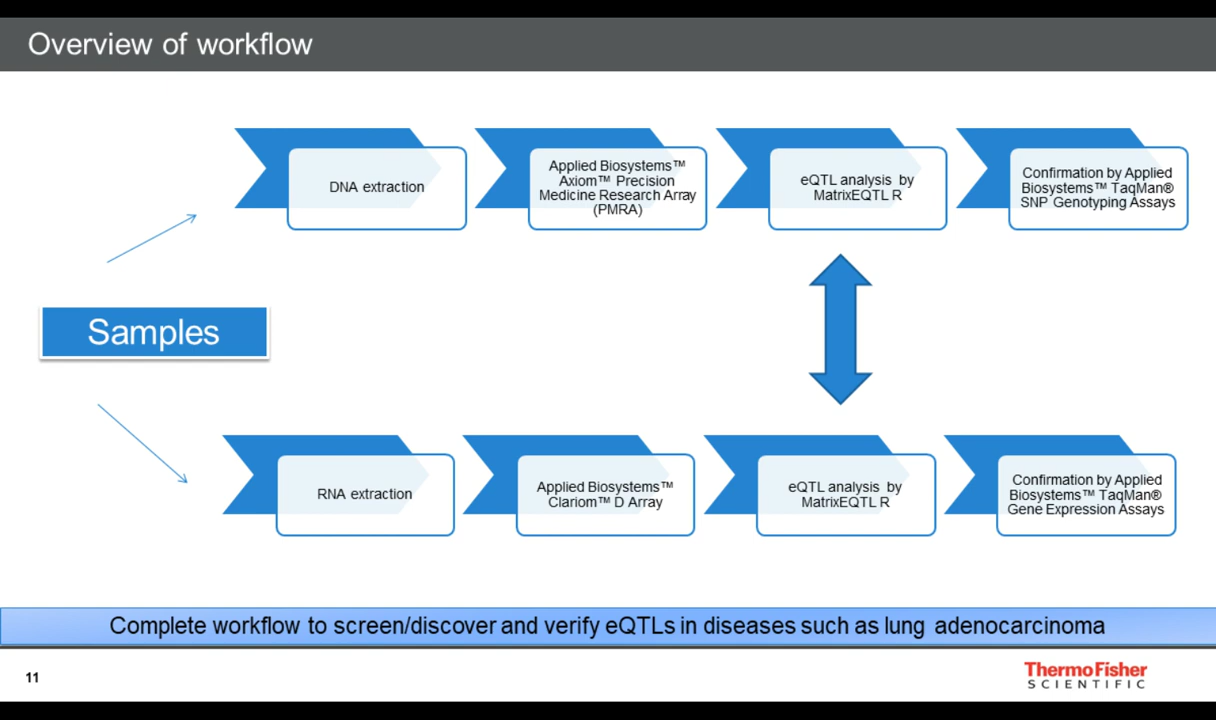 Overview of workflow
DNA extraction
Applied Biosystems™
Axiom™ Precision
Medicine Research Array
(PMRA)
eQTL analysis by
MatrixEQTL R
Confirmation by Applied
Biosystems™ TaqMan®
SNP Genotyping Assays
Samples
RNA extraction
Applied Biosystems™
Clariom™ D Array
eQTL analysis by
MatrixEQTL R
Confirmation by Applied
Biosystems™ TaqMan®
Gene Expression Assays
Complete workflow to screen/discover and verify eQTLs in diseases such as lung adenocarcinoma
11
ThermoFisher
SCIENTIFIC